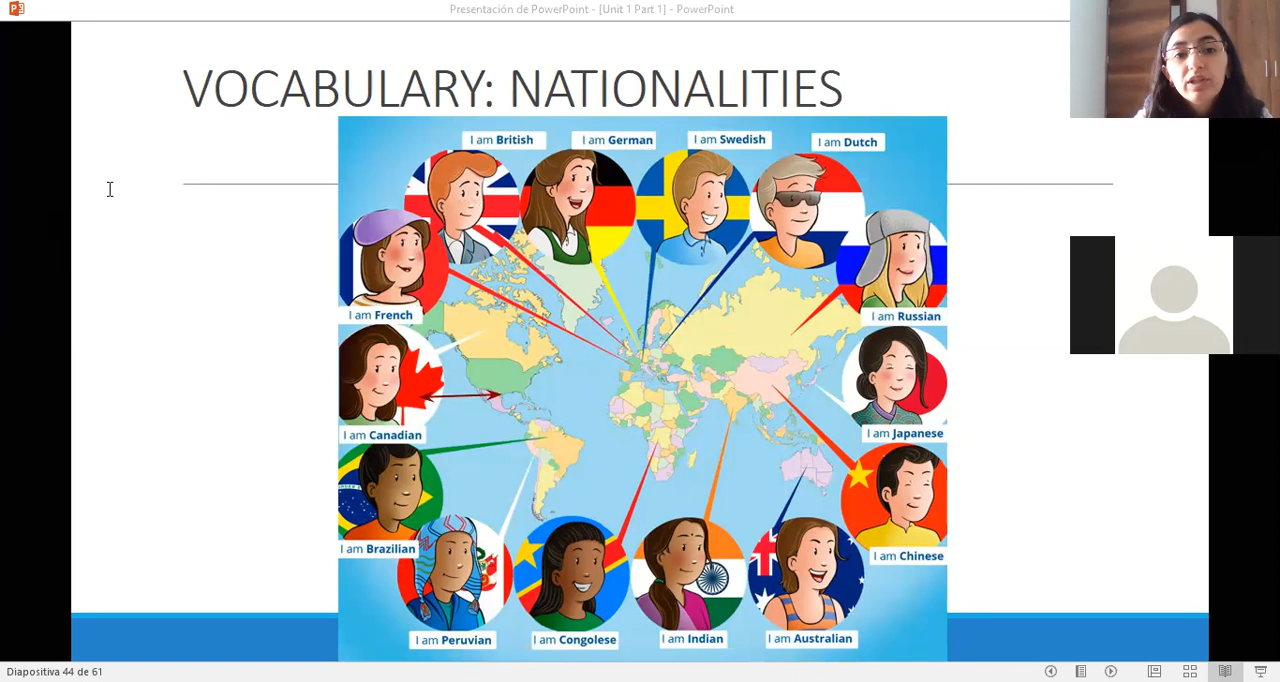 Presentación de PowerPoint - [Unit 1 Part 1] - PowerPoint
VOCABULARY: NATIONALITIES
I am British
I am German
I am Swedish
I am Dutch
I am French
I am Russian
I am Canadian
I am Japanese
I am Brazilian
I am Chinese
I am Peruvian
I am Congolese
I am Indian
I am Australian
Diapositiva 44 de 61